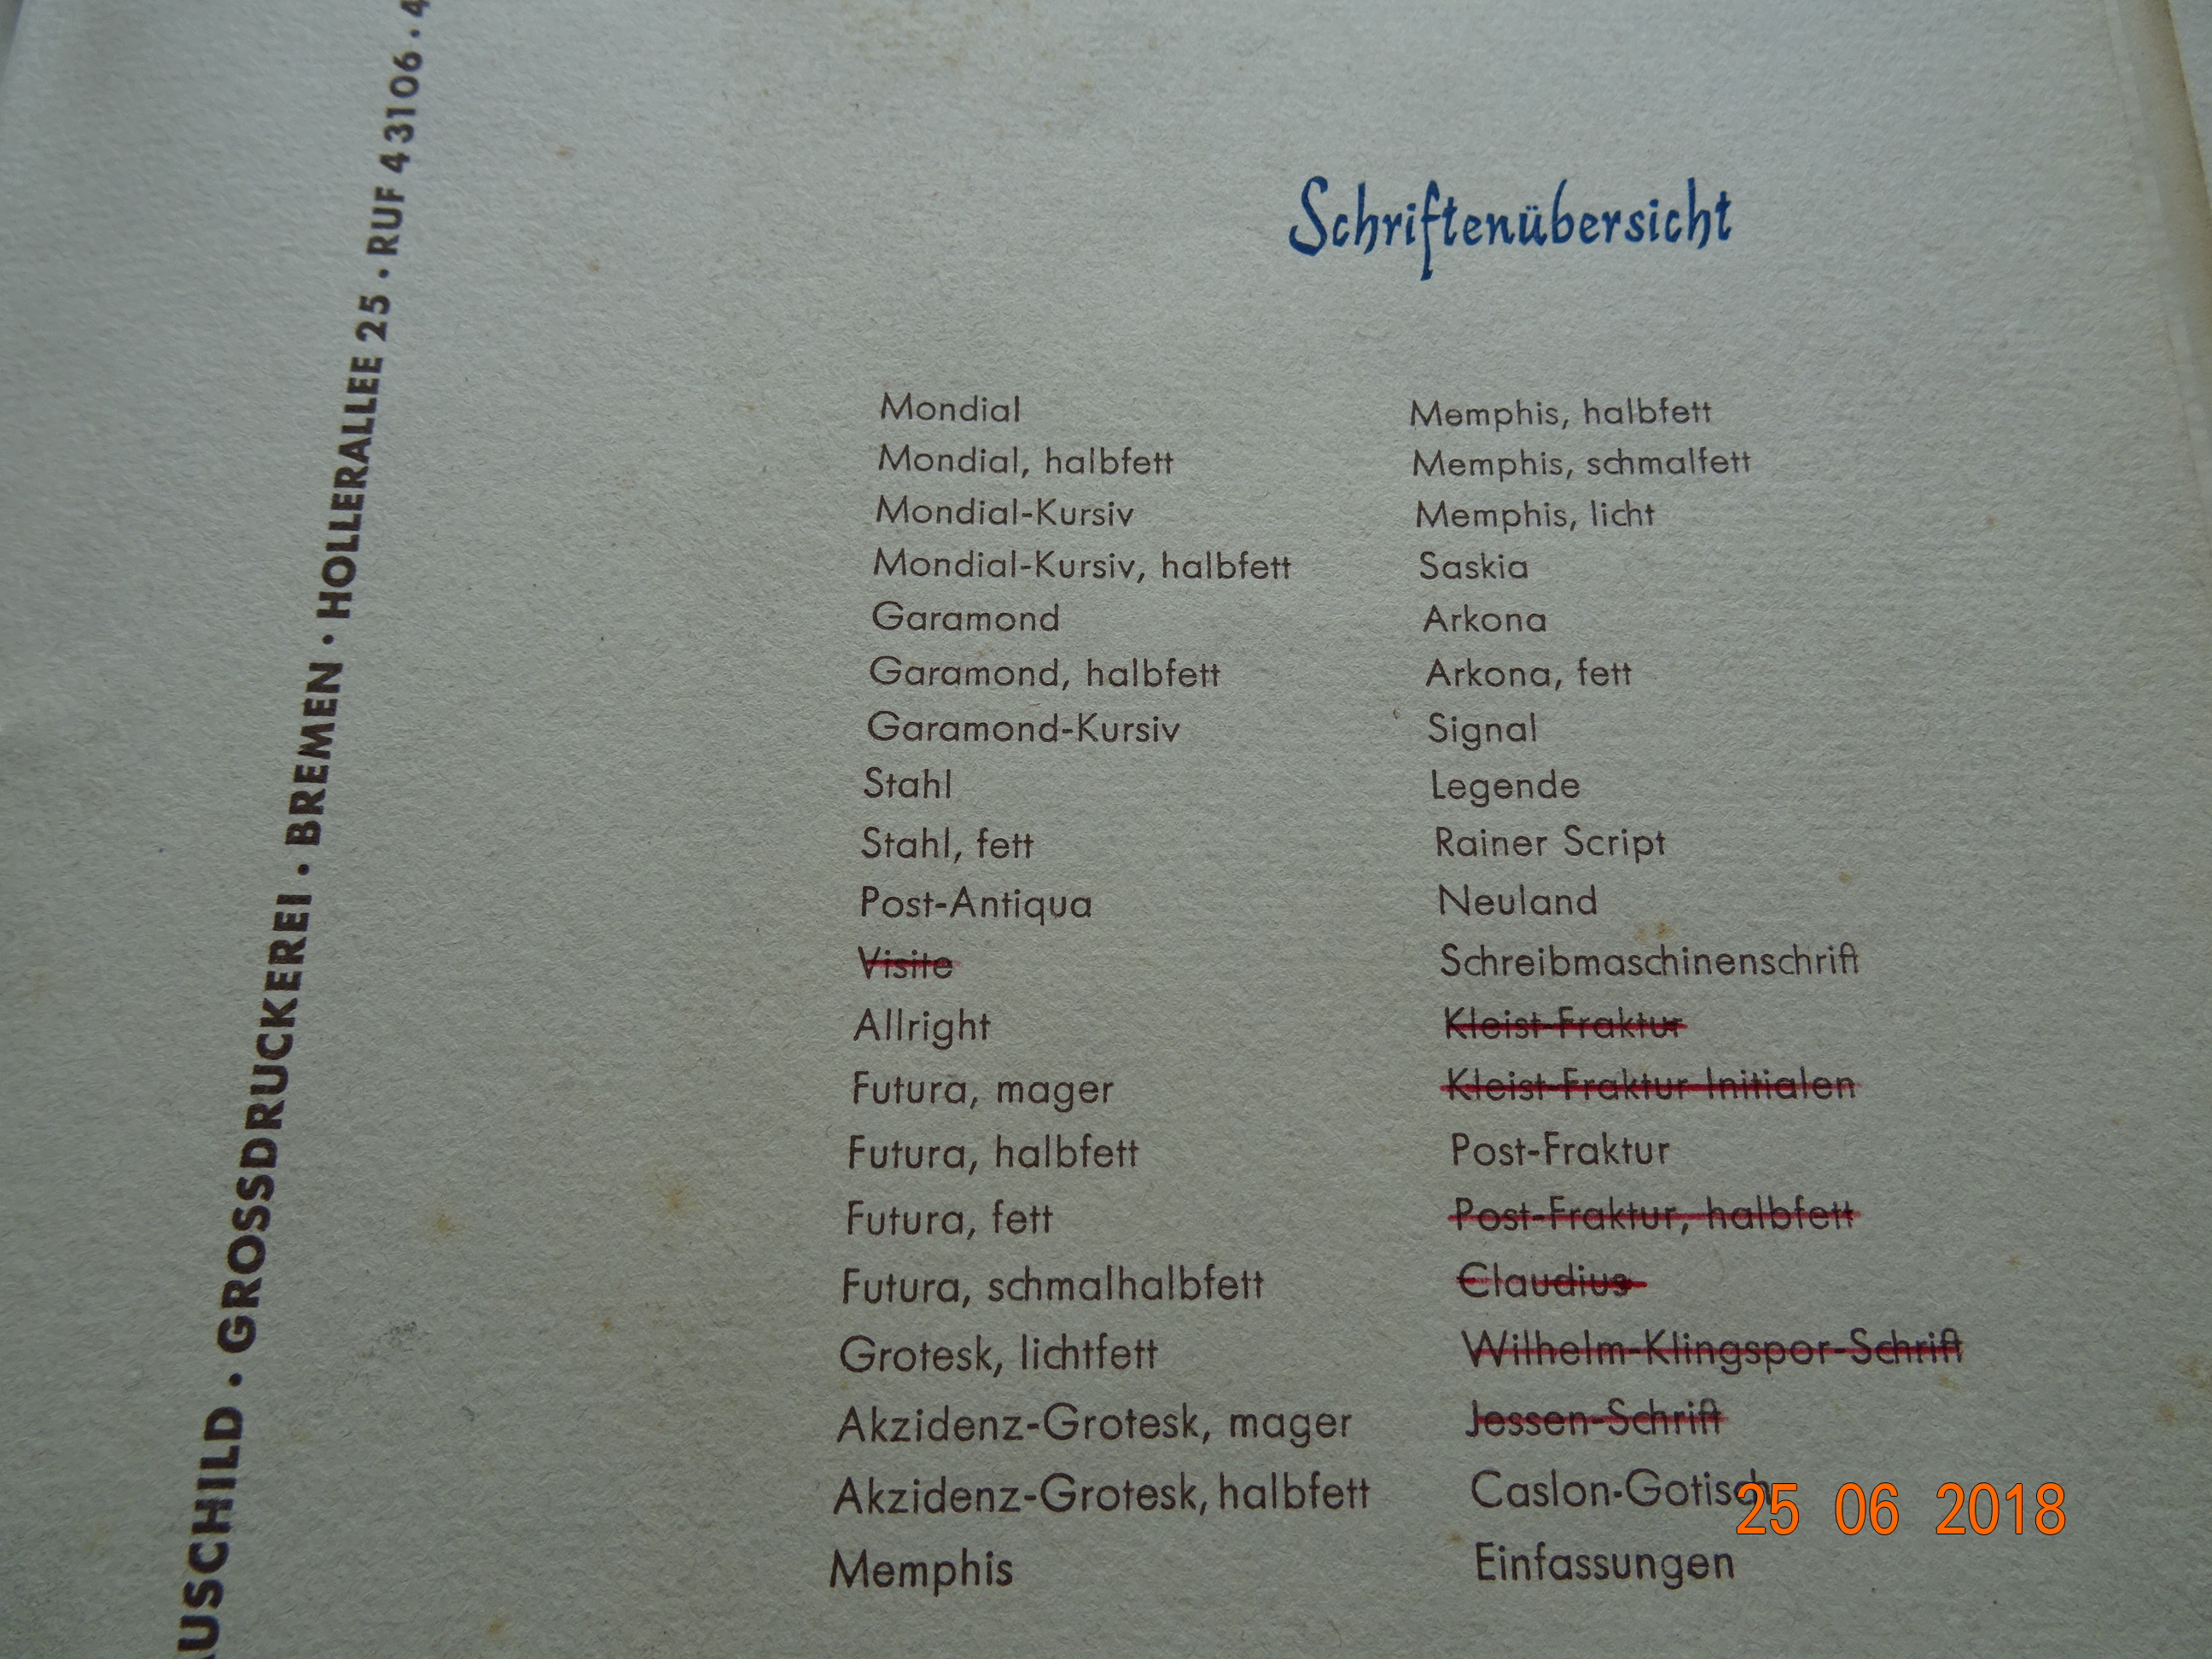 AUSCHILD · GROSSDRUCKEREI · BREMEN · HOLLERALLEE 25 · RUF 43106 · 4
Schriftenübersicht
Mondial
Mondial, halbfett
Mondial-Kursiv
Mondial-Kursiv, halbfett
Garamond
Garamond, halbfett
Garamond-Kursiv
Stahl
Stahl, fett
Post-Antiqua
Visite
Allright
Futura, mager
Futura, halbfett
Futura, fett
Futura, schmalhalbfett
Grotesk, lichtfett
Akzidenz-Grotesk, mager
Akzidenz-Grotesk, halbfett
Memphis
Memphis, halbfett
Memphis, schmalfett
Memphis, licht
Saskia
Arkona
Arkona, fett
Signal
Legende
Rainer Script
Neuland
Schreibmaschinenschrift
Kleist-Fraktur
Kleist-Fraktur Initialen
Post-Fraktur
Post-Fraktur, halbfett
Claudius
Wilhelm-Klingspor-Schrift
Jessen-Schrift
Caslon-Gotisch
Einfassungen
25 06 2018